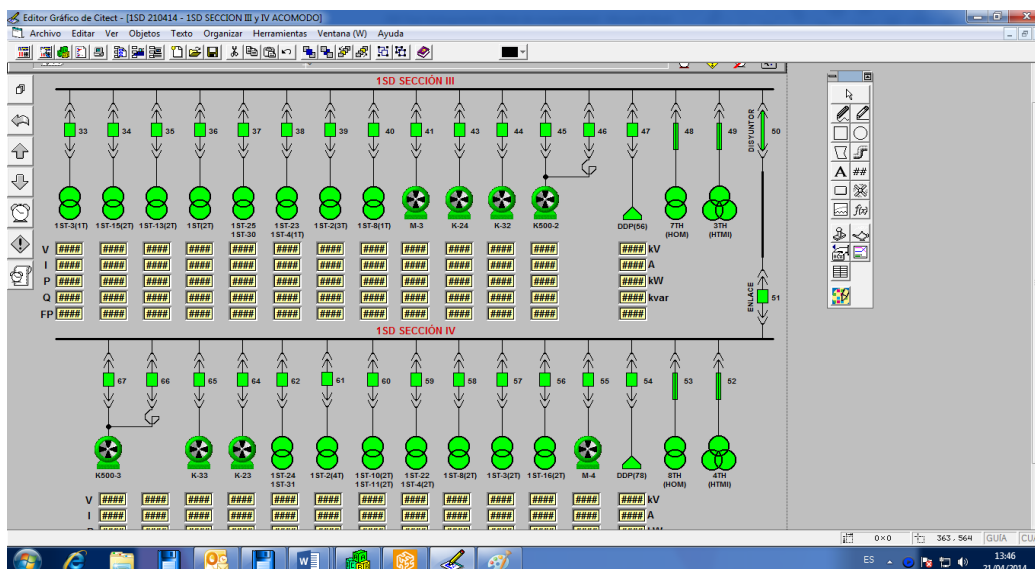 Editor Gráfico de Citect - [1SD 210414 - 1SD SECCION III y IV ACOMODO]
Archivo Editar Ver Objetos Texto Organizar Herramientas Ventana (W) Ayuda
1SD SECCIÓN III
33 34 35 36 37 38 39 40 41 43 44 45 46 47 48 49 DISYUNTOR 50
1ST-3(1T) 1ST-15(2T) 1ST-13(2T) 1ST(2T) 1ST-25 1ST-23 1ST-2(3T) 1ST-8(1T) M-3 K-24 K-32 K500-2 DDP(56) 7TH 3TH
1ST-30 1ST-4(1T) (HOM) (HTMI)
V #### #### #### #### #### #### #### #### #### #### #### #### #### kV
I #### #### #### #### #### #### #### #### #### #### #### #### #### A
P #### #### #### #### #### #### #### #### #### #### #### #### #### kW
Q #### #### #### #### #### #### #### #### #### #### #### #### #### kvar
FP #### #### #### #### #### #### #### #### #### #### #### #### ####
ENLACE 51
1SD SECCIÓN IV
67 66 65 64 62 61 60 59 58 57 56 55 54 53 52
K500-3 K-33 K-23 1ST-24 1ST-2(4T) 1ST-10(2T) 1ST-22 1ST-8(2T) 1ST-3(2T) 1ST-16(2T) M-4 DDP(78) 8TH 4TH
1ST-31 1ST-11(2T) 1ST-4(2T) (HOM) (HTMI)
V #### #### #### #### #### #### #### #### #### #### #### #### #### kV
I #### #### #### #### #### #### #### #### #### #### #### #### #### A
A ##
f(x)
0×0 363, 564 GUÍA
ES 13:46
21/04/2014